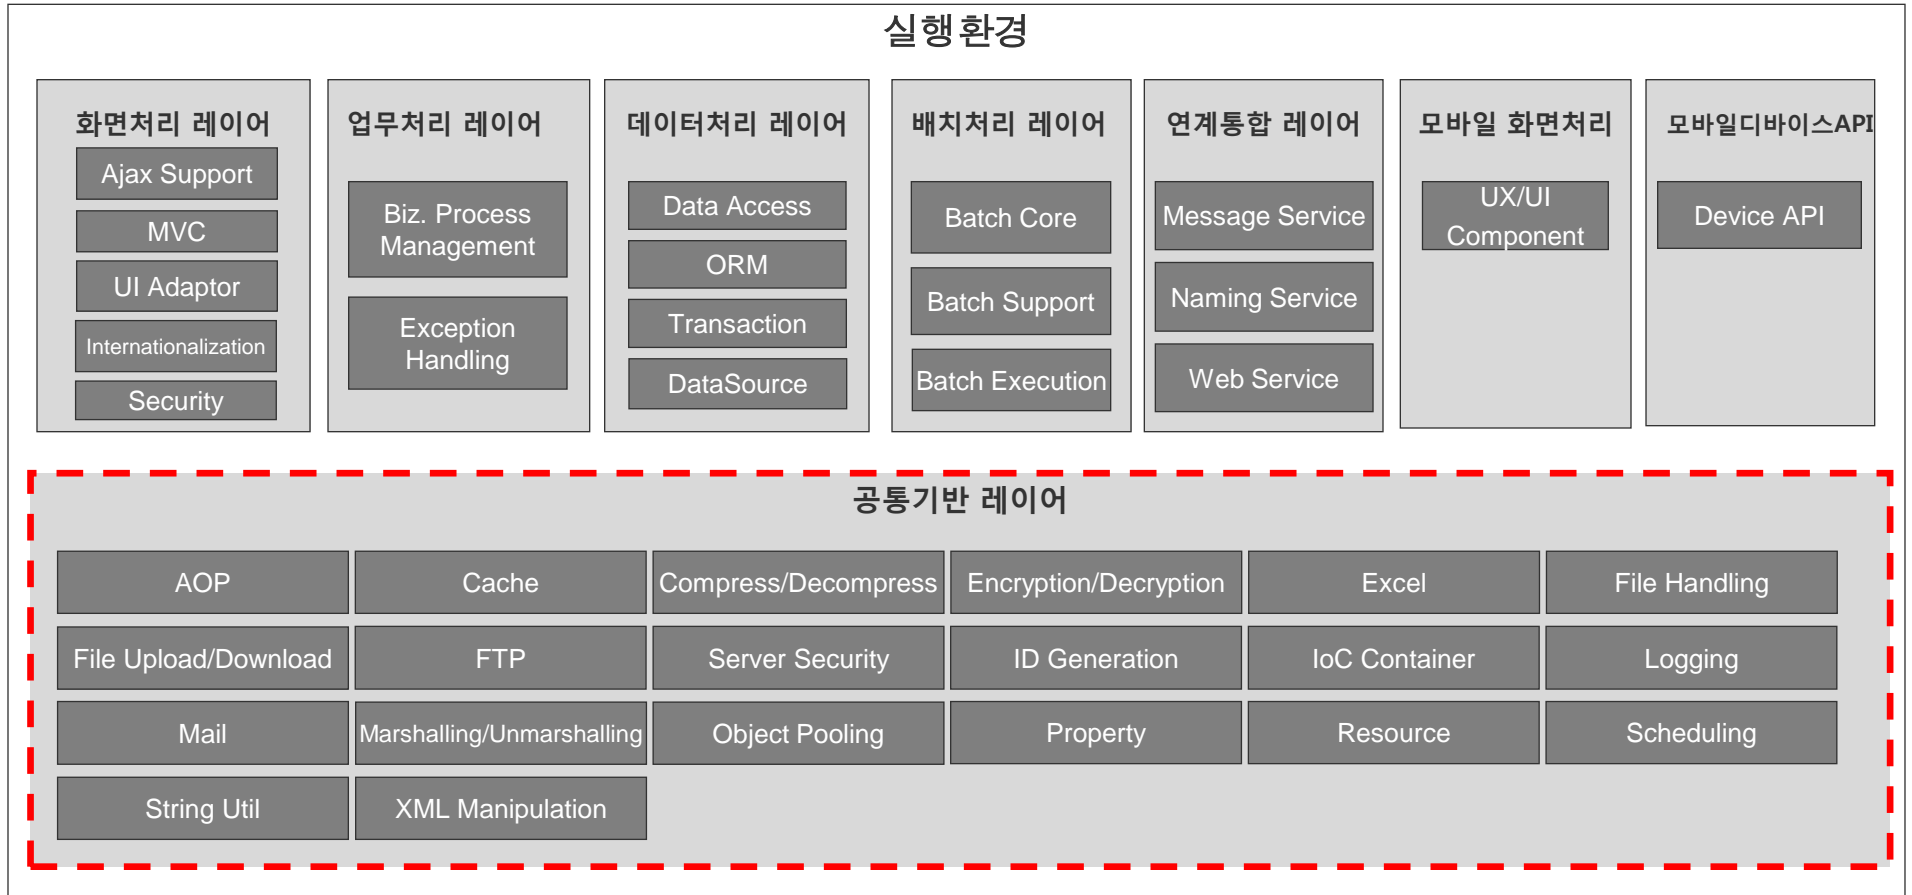 실행환경
화면처리 레이어
Ajax Support
MVC
UI Adaptor
Internationalization
Security
업무처리 레이어
Biz. Process
Management
Exception
Handling
데이터처리 레이어
Data Access
ORM
Transaction
DataSource
배치처리 레이어
Batch Core
Batch Support
Batch Execution
연계통합 레이어
Message Service
Naming Service
Web Service
모바일 화면처리
UX/UI
Component
모바일디바이스API
Device API
공통기반 레이어
AOP
Cache
Compress/Decompress
Encryption/Decryption
Excel
File Handling
File Upload/Download
FTP
Server Security
ID Generation
IoC Container
Logging
Mail
Marshalling/Unmarshalling
Object Pooling
Property
Resource
Scheduling
String Util
XML Manipulation